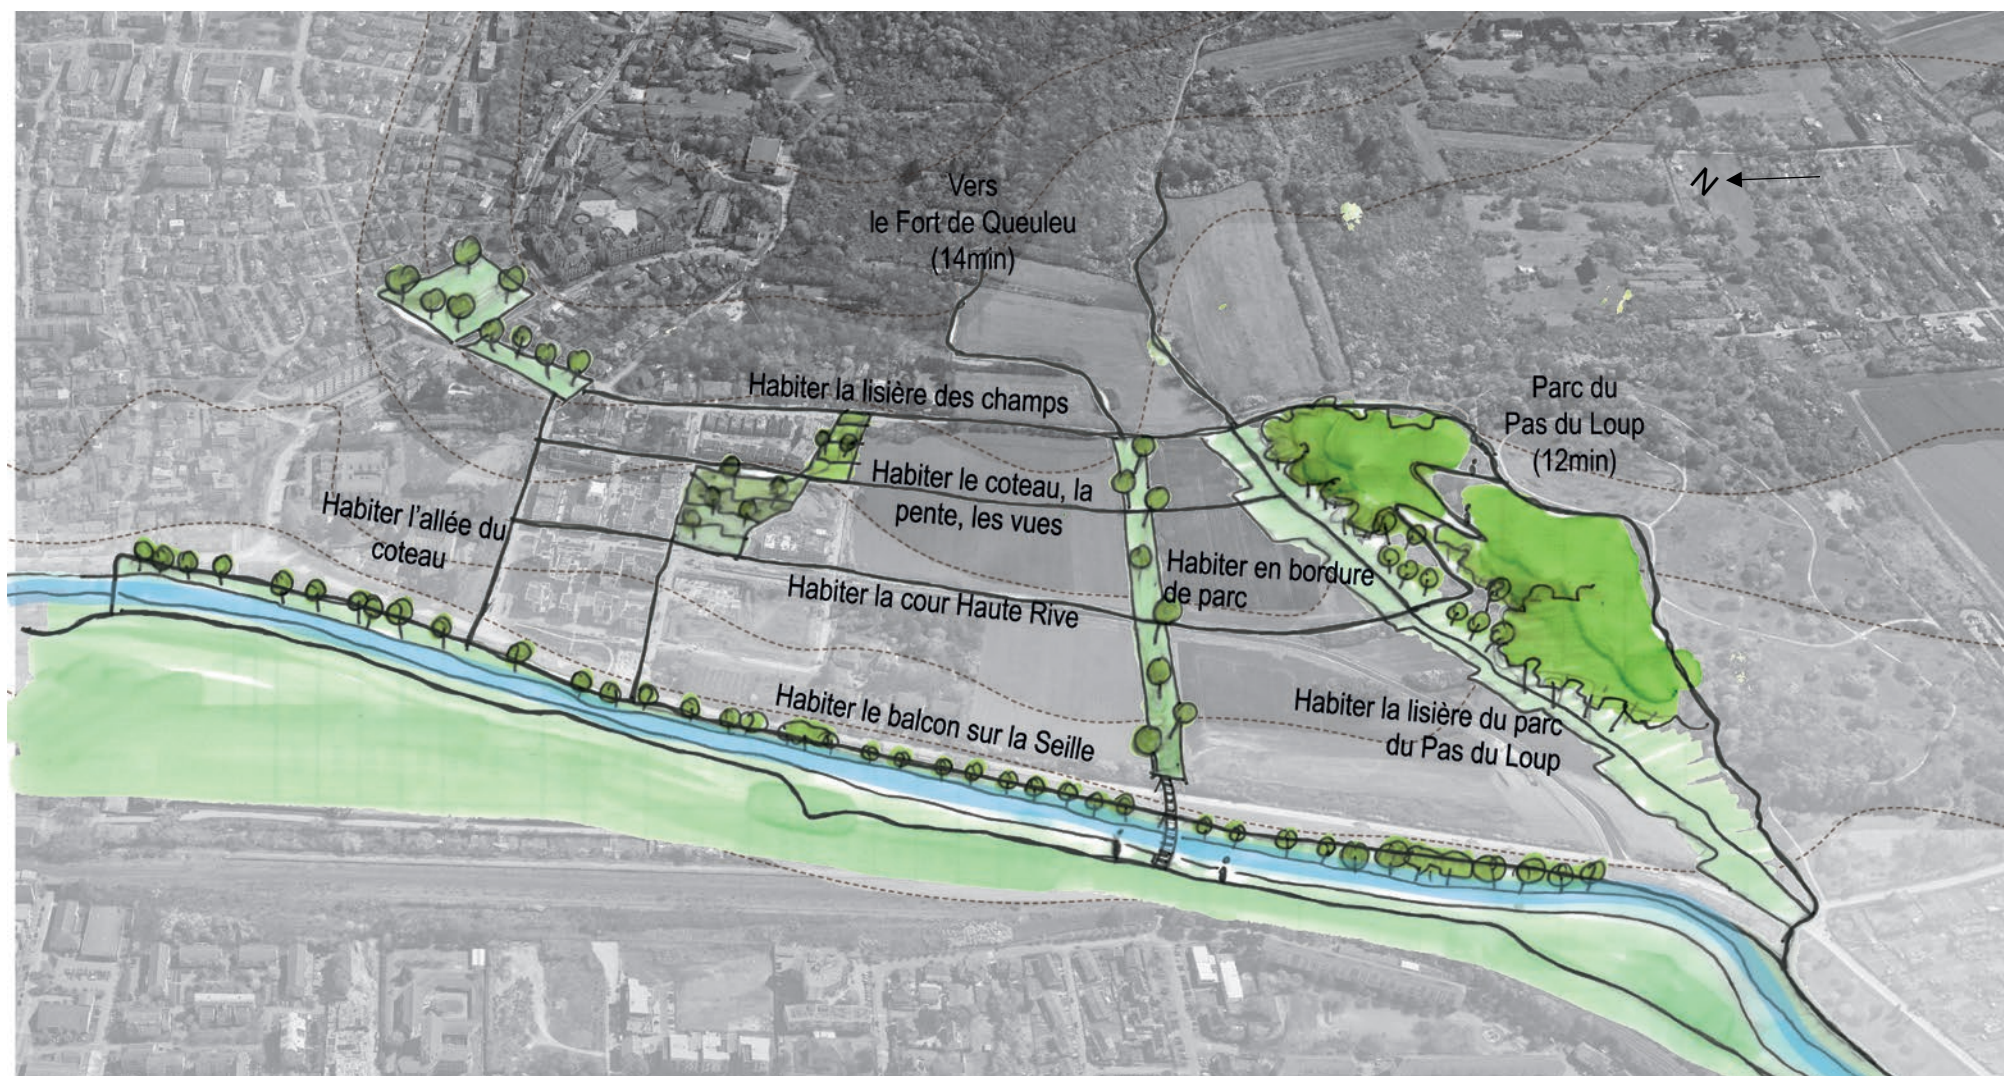 Vers
le Fort de Queuleu
(14min)
N
Habiter la lisière des champs
Parc du
Pas du Loup
(12min)
Habiter le coteau, la
pente, les vues
Habiter l'allée du
coteau
Habiter en bordure
de parc
Habiter la cour Haute Rive
Habiter le balcon sur la Seille
Habiter la lisière du parc
du Pas du Loup